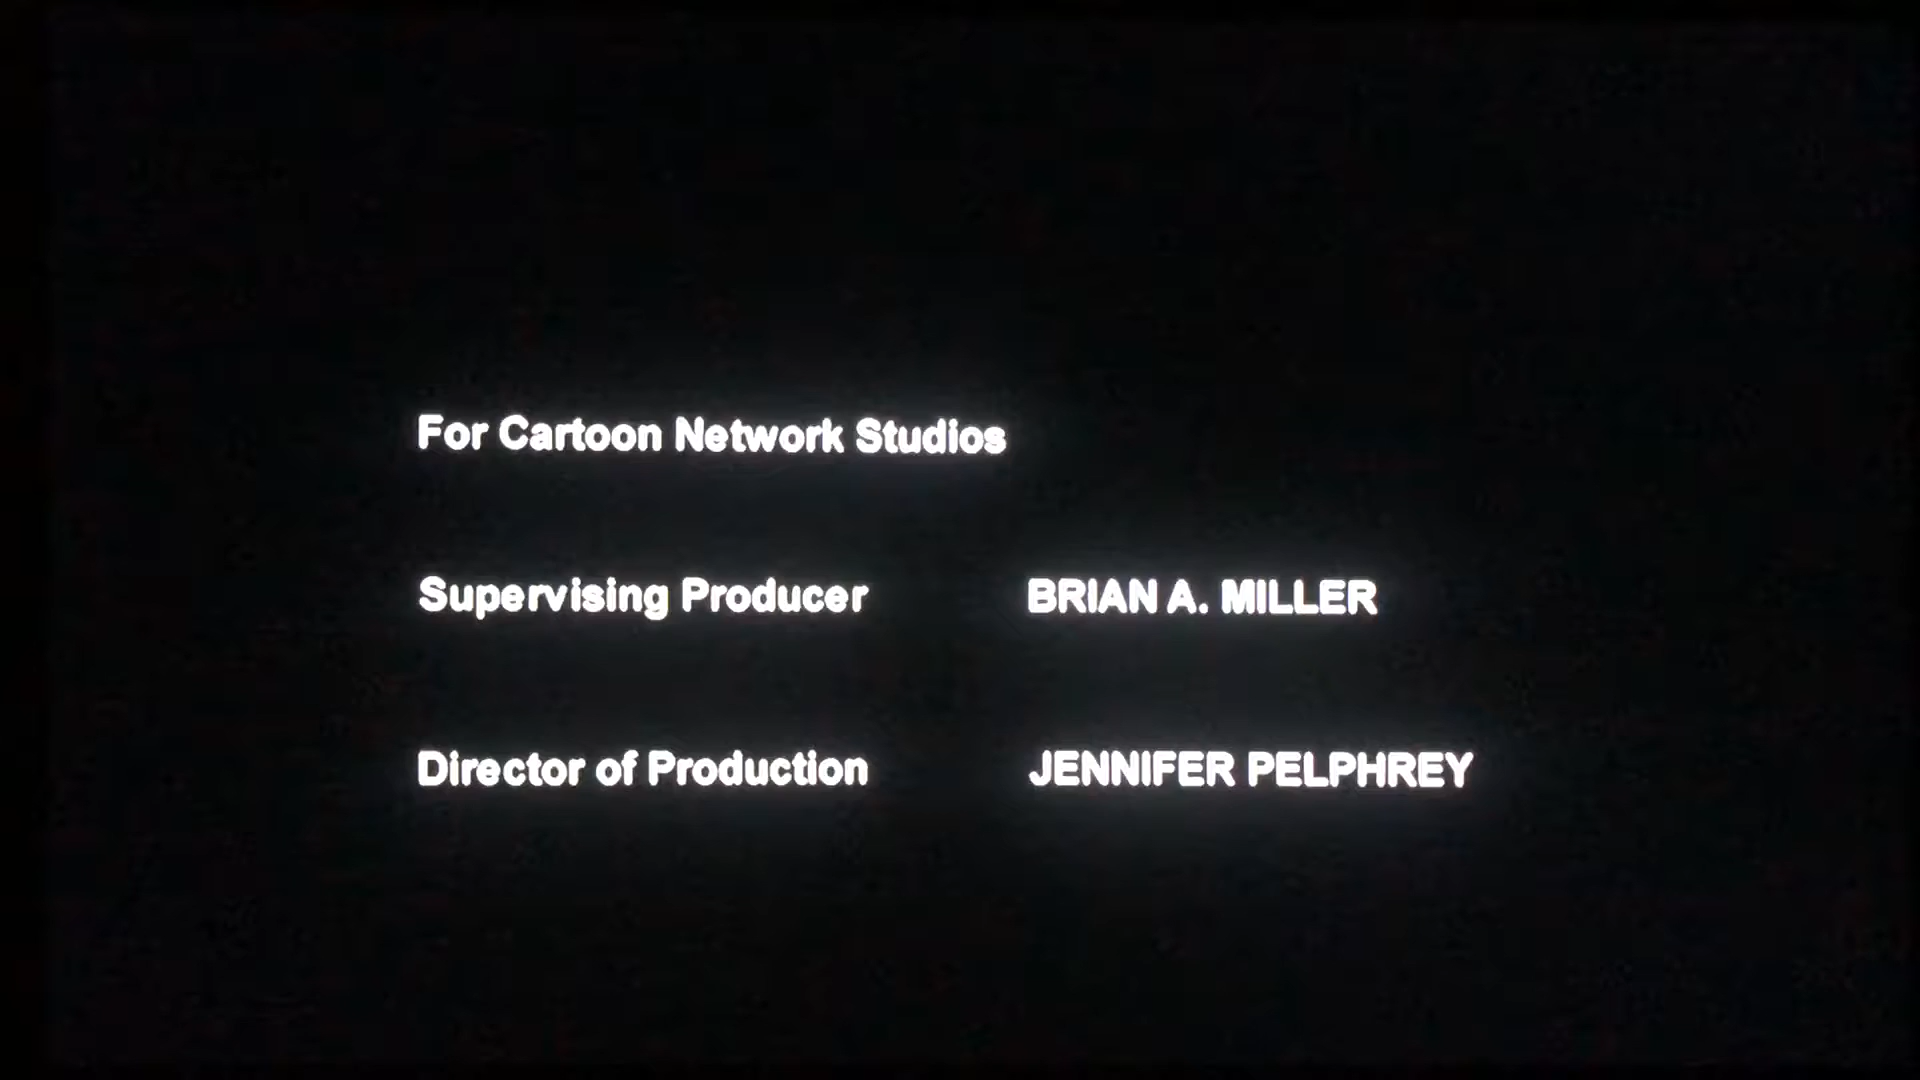 For Cartoon Network Studios
Supervising Producer BRIAN A. MILLER
Director of Production JENNIFER PELPHREY